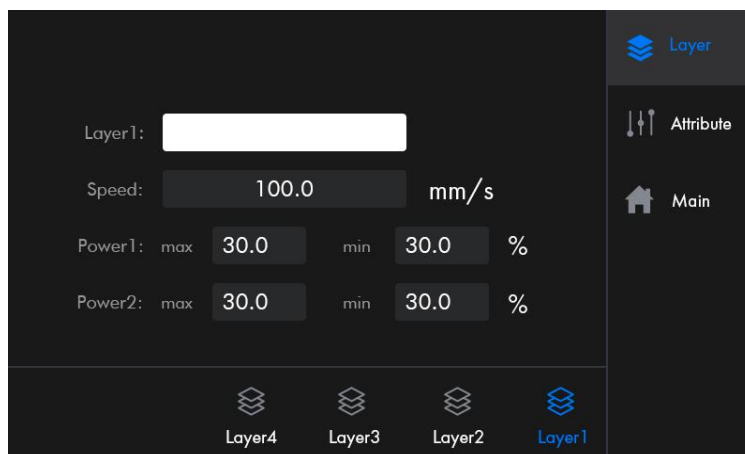 Layer
Attribute
Main
Layer1:
Speed: 100.0 mm/s
Power1: max 30.0 min 30.0 %
Power2: max 30.0 min 30.0 %
Layer4 Layer3 Layer2 Layer1